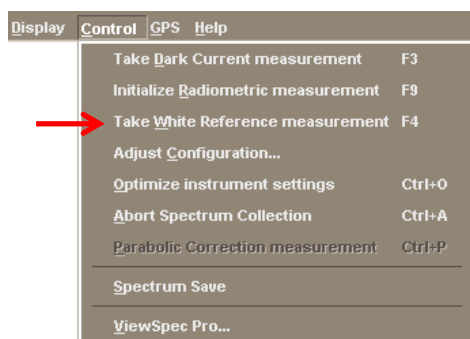 Display Control GPS Help
Take Dark Current measurement F3
Initialize Radiometric measurement F9
Take White Reference measurement F4
Adjust Configuration...
Optimize instrument settings Ctrl+O
Abort Spectrum Collection Ctrl+A
Parabolic Correction measurement Ctrl+P
Spectrum Save
ViewSpec Pro...